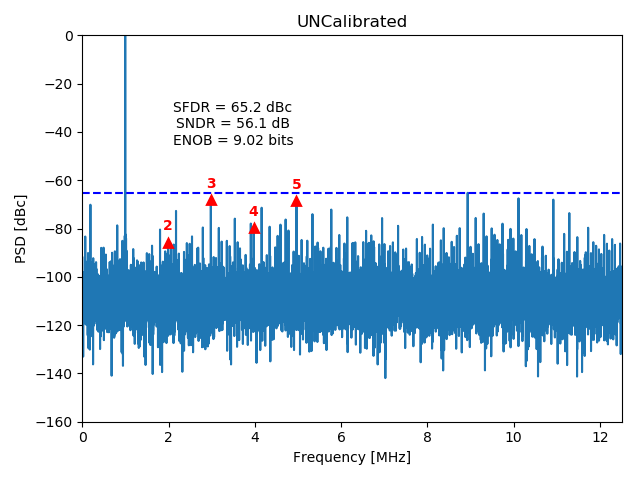 UNCalibrated
0
−20
−40
−60
−80
−100
−120
−140
−160
PSD [dBc]
SFDR = 65.2 dBc
SNDR = 56.1 dB
ENOB = 9.02 bits
2
3
4
5
0 2 4 6 8 10 12
Frequency [MHz]